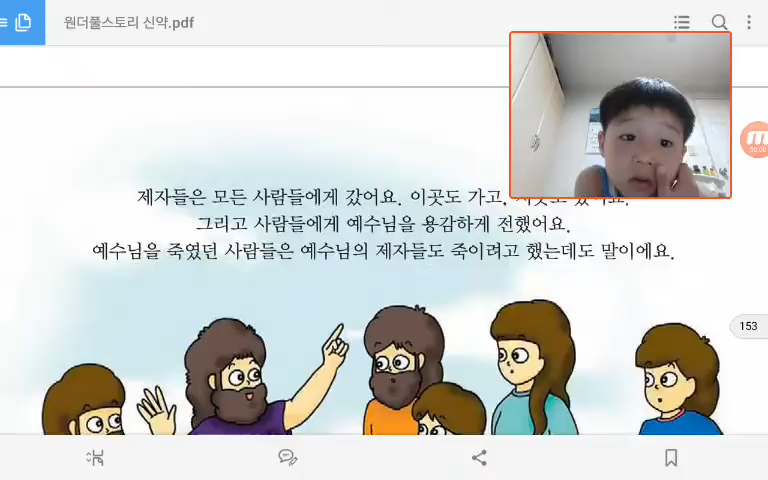 원더풀스토리 신약.pdf
제자들은 모든 사람들에게 갔어요. 이곳도 가고,
그리고 사람들에게 예수님을 용감하게 전했어요.
예수님을 죽였던 사람들은 예수님의 제자들도 죽이려고 했는데도 말이에요.
153